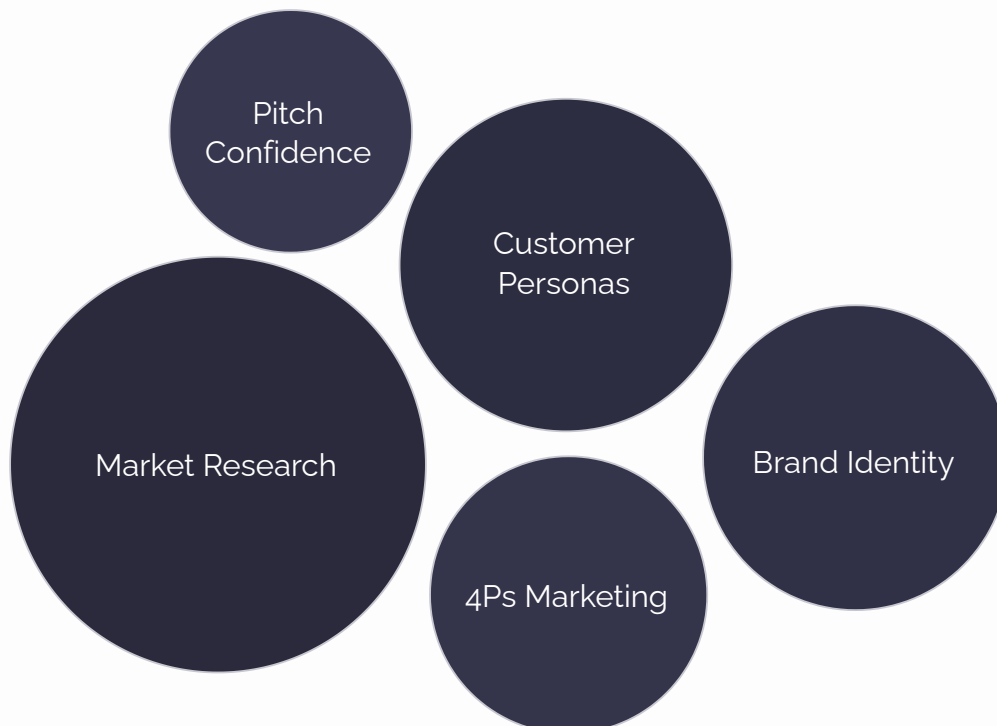 Pitch
Confidence
Customer
Personas
Market Research
Brand Identity
4Ps Marketing